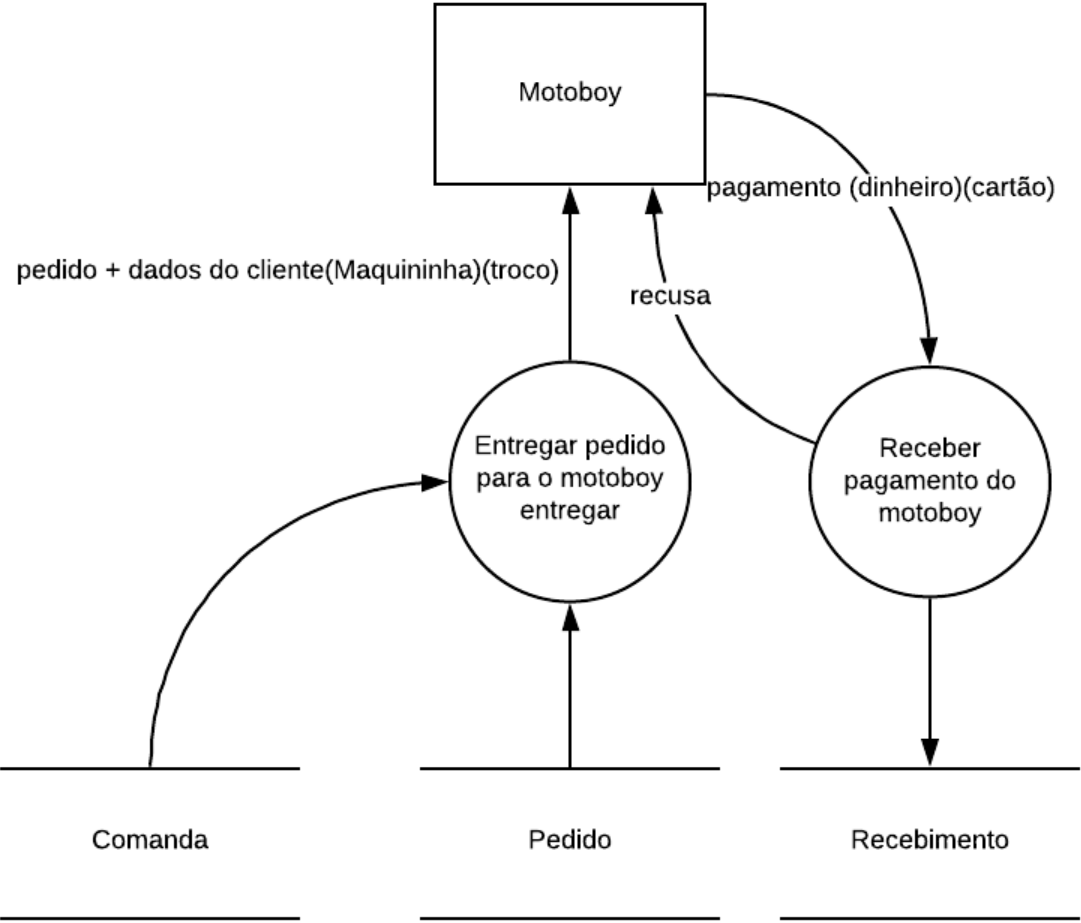 Motoboy
pagamento (dinheiro)(cartão)
pedido + dados do cliente(Maquininha)(troco)
recusa
Entregar pedido
para o motoboy
entregar
Receber
pagamento do
motoboy
Comanda
Pedido
Recebimento